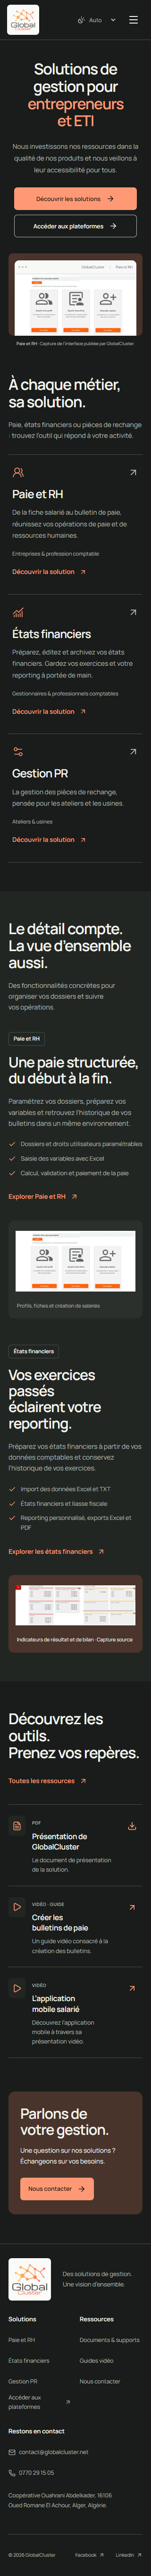 Global
Cluster
Auto
Solutions de
gestion pour
entrepreneurs
et ETI
Nous investissons nos ressources dans la
qualité de nos produits et nous veillons à
leur accessibilité pour tous.
Découvrir les solutions
Accéder aux plateformes
GlobalCluster
Paie et RH
Paie et RH · Capture de l'interface publiée par GlobalCluster.
À chaque métier,
sa solution.
Paie, états financiers ou pièces de rechange
: trouvez l'outil qui répond à votre activité.
Paie et RH
De la fiche salarié au bulletin de paie,
réunissez vos opérations de paie et de
ressources humaines.
Entreprises & profession comptable
Découvrir la solution
États financiers
Préparez, éditez et archivez vos états
financiers. Gardez vos exercices et votre
reporting à portée de main.
Gestionnaires & professionnels comptables
Découvrir la solution
Gestion PR
La gestion des pièces de rechange,
pensée pour les ateliers et les usines.
Ateliers & usines
Découvrir la solution
Le détail compte.
La vue d'ensemble
aussi.
Des fonctionnalités concrètes pour
organiser vos dossiers et suivre
vos opérations.
Paie et RH
Une paie structurée,
du début à la fin.
Paramétrez vos dossiers, préparez vos
variables et retrouvez l'historique de vos
bulletins dans un même environnement.
Dossiers et droits utilisateurs paramétrables
Saisie des variables avec Excel
Calcul, validation et paiement de la paie
Explorer Paie et RH
Profils, fiches et création de salariés
États financiers
Vos exercices
passés
éclairent votre
reporting.
Préparez vos états financiers à partir de vos
données comptables et conservez
l'historique de vos exercices.
Import des données Excel et TXT
États financiers et liasse fiscale
Reporting personnalisé, exports Excel et
PDF
Explorer les états financiers
Indicateurs de résultat et de bilan · Capture source
Découvrez les
outils.
Prenez vos repères.
Toutes les ressources
PDF
Présentation de
GlobalCluster
Le document de présentation
de la solution.
VIDÉO · GUIDE
Créer les
bulletins de paie
Un guide vidéo consacré à la
création des bulletins.
VIDÉO
L'application
mobile salarié
Découvrez l'application
mobile à travers sa
présentation vidéo.
Parlons de
votre gestion.
Une question sur nos solutions ?
Échangeons sur vos besoins.
Nous contacter
Global
Cluster
Des solutions de gestion.
Une vision d'ensemble.
Solutions
Paie et RH
États financiers
Gestion PR
Accéder aux
plateformes
Ressources
Documents & supports
Guides vidéo
Nous contacter
Restons en contact
contact@globalcluster.net
0770 29 15 05
Coopérative Ouahrani Abdelkader, 16106
Oued Romane El Achour, Alger, Algérie.
© 2026 GlobalCluster
Facebook
LinkedIn